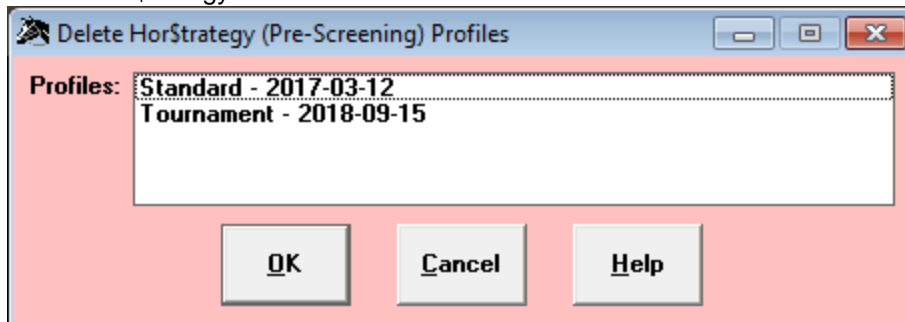 Delete Hor$trategy (Pre-Screening) Profiles
Profiles:
Standard - 2017-03-12
Tournament - 2018-09-15
OK
Cancel
Help